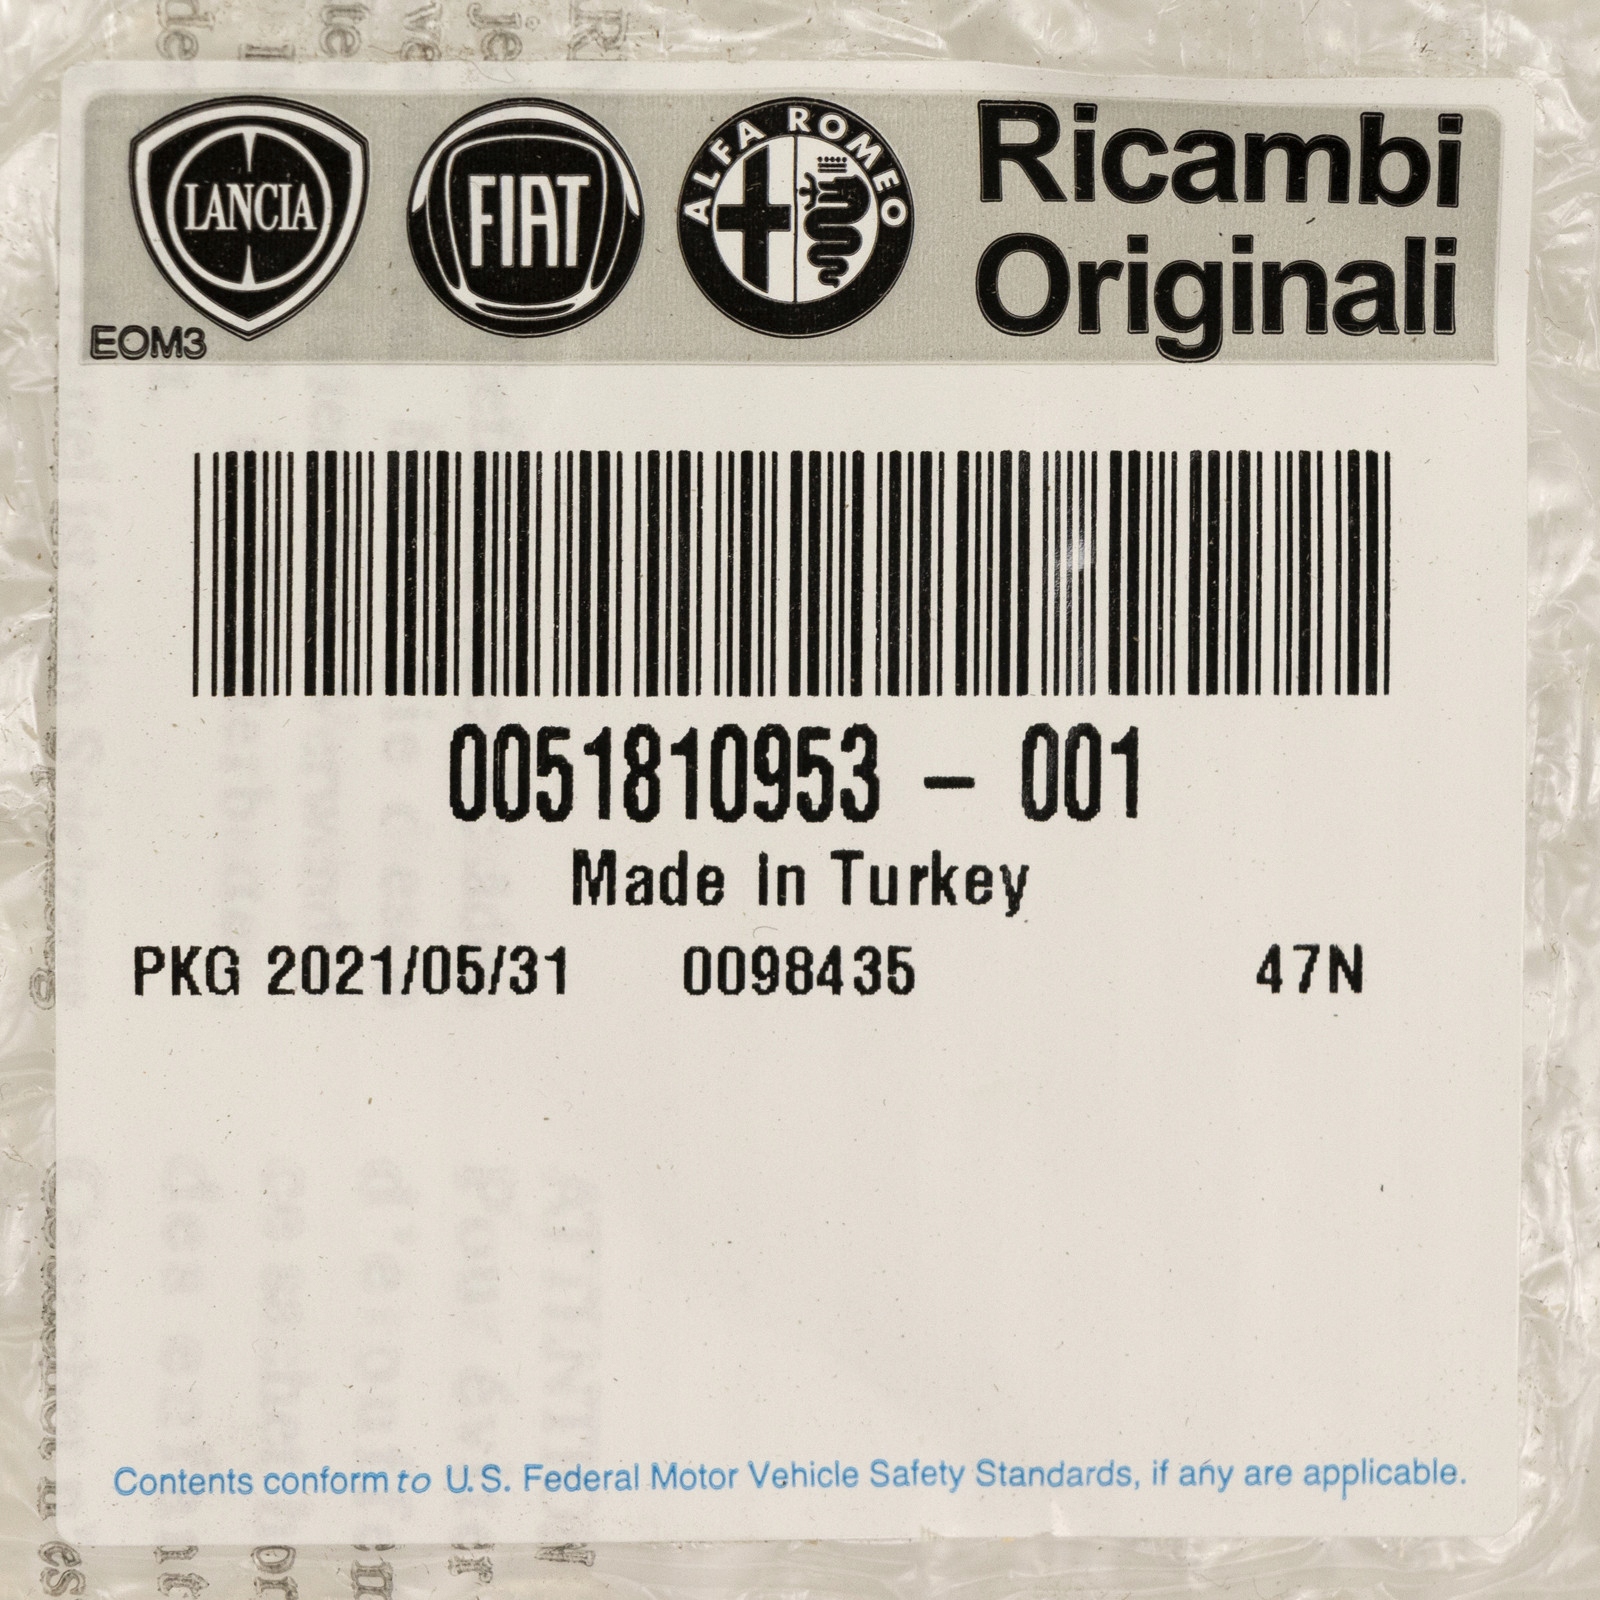 LANCIA
FIAT
ALFA ROMEO
Ricambi
Originali
EOM3
0051810953 - 001
Made In Turkey
PKG 2021/05/31 0098435 47N
Contents conform to U.S. Federal Motor Vehicle Safety Standards, if any are applicable.